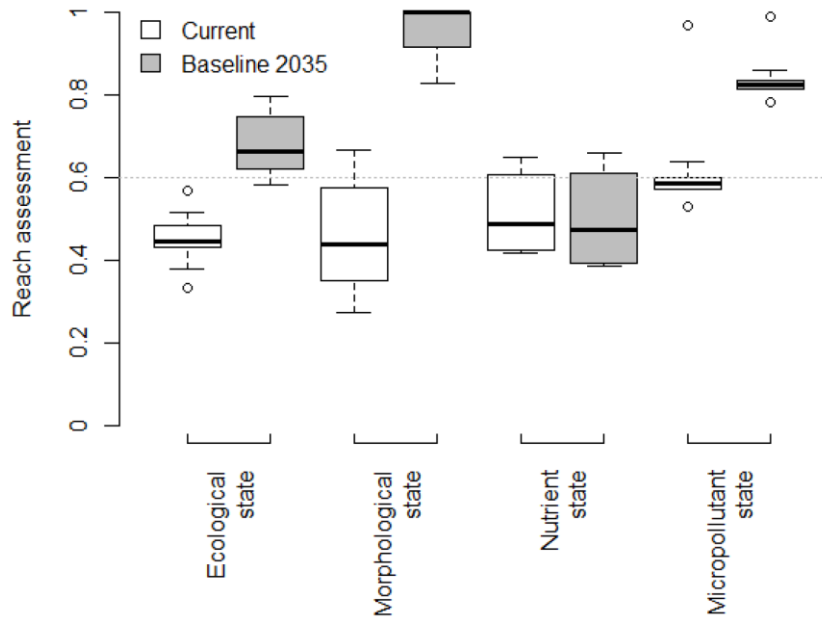 Current
Baseline 2035
Reach assessment
1
0.8
0.6
0.4
0.2
0
Ecological
state
Morphological
state
Nutrient
state
Micropollutant
state